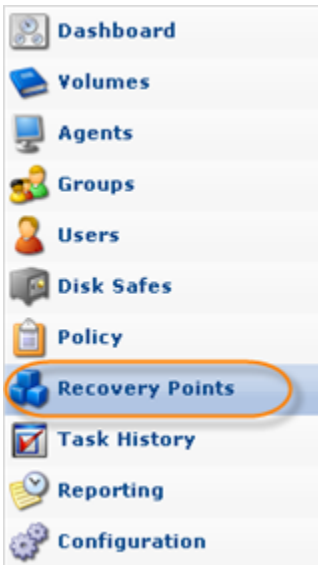 Dashboard
Volumes
Agents
Groups
Users
Disk Safes
Policy
Recovery Points
Task History
Reporting
Configuration